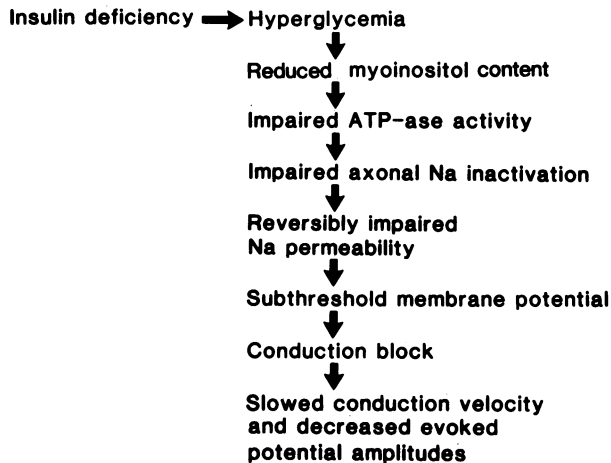 Insulin deficiency Hyperglycemia
Reduced myoinositol content
Impaired ATP-ase activity
Impaired axonal Na inactivation
Reversibly impaired
Na permeability
Subthreshold membrane potential
Conduction block
Slowed conduction velocity
and decreased evoked
potential amplitudes